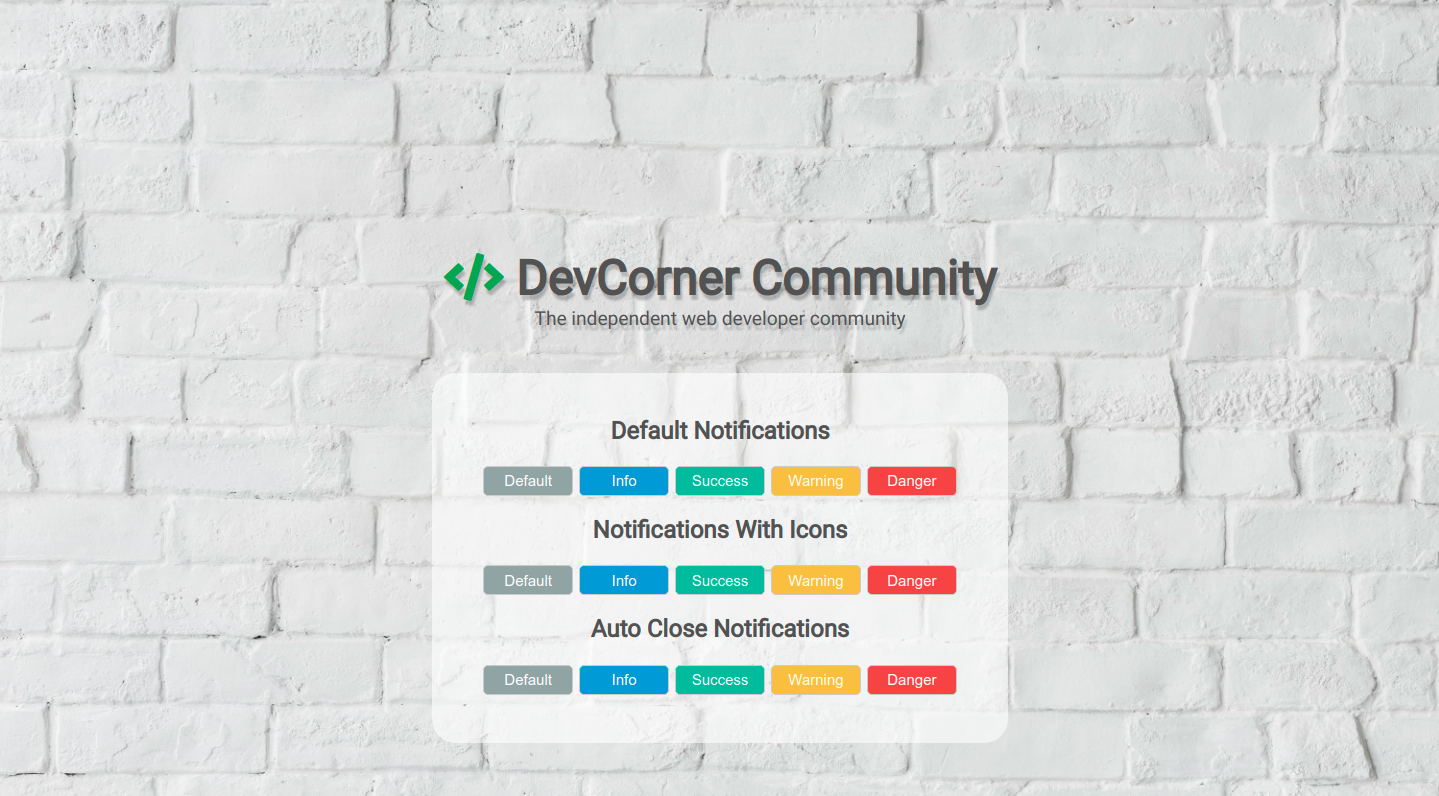 </> DevCorner Community
The independent web developer community
Default Notifications
Default Info Success Warning Danger
Notifications With Icons
Default Info Success Warning Danger
Auto Close Notifications
Default Info Success Warning Danger